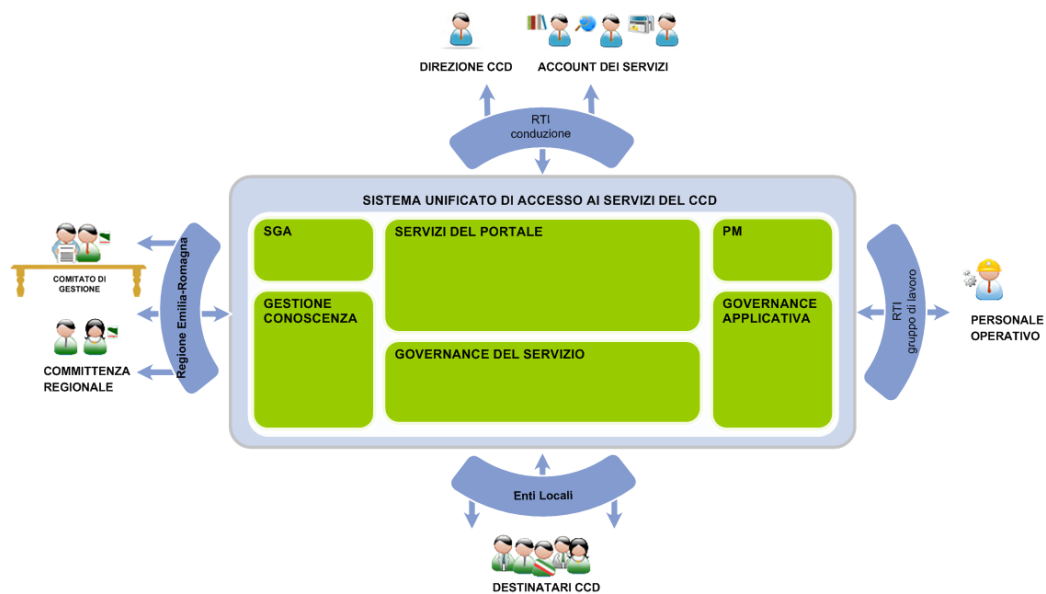 DIREZIONE CCD
ACCOUNT DEI SERVIZI
RTI
conduzione
SISTEMA UNIFICATO DI ACCESSO AI SERVIZI DEL CCD
SGA
SERVIZI DEL PORTALE
PM
GESTIONE
CONOSCENZA
GOVERNANCE
APPLICATIVA
GOVERNANCE DEL SERVIZIO
COMITATO DI
GESTIONE
COMMITTENZA
REGIONALE
Regione Emilia-Romagna
RTI
gruppo di lavoro
PERSONALE
OPERATIVO
Enti Locali
DESTINATARI CCD